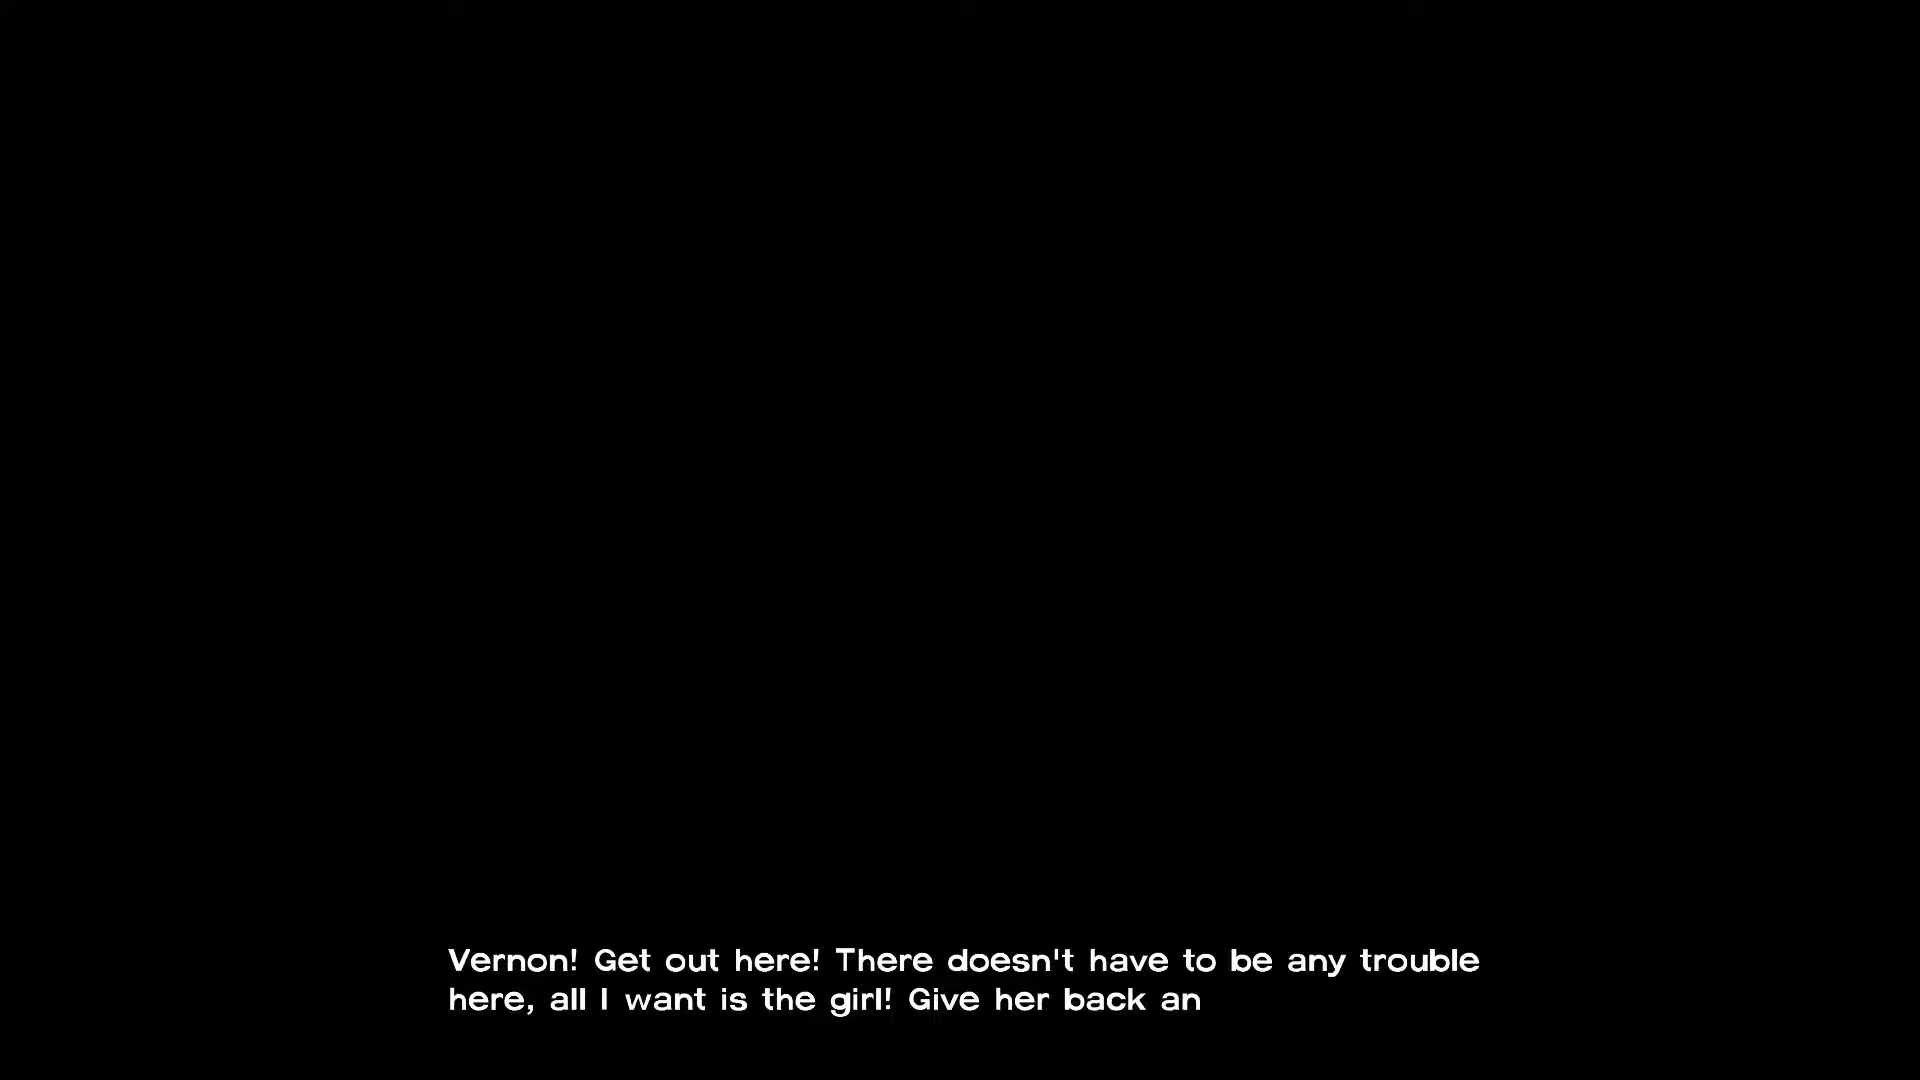 Vernon! Get out here! There doesn't have to be any trouble
here, all I want is the girl! Give her back an